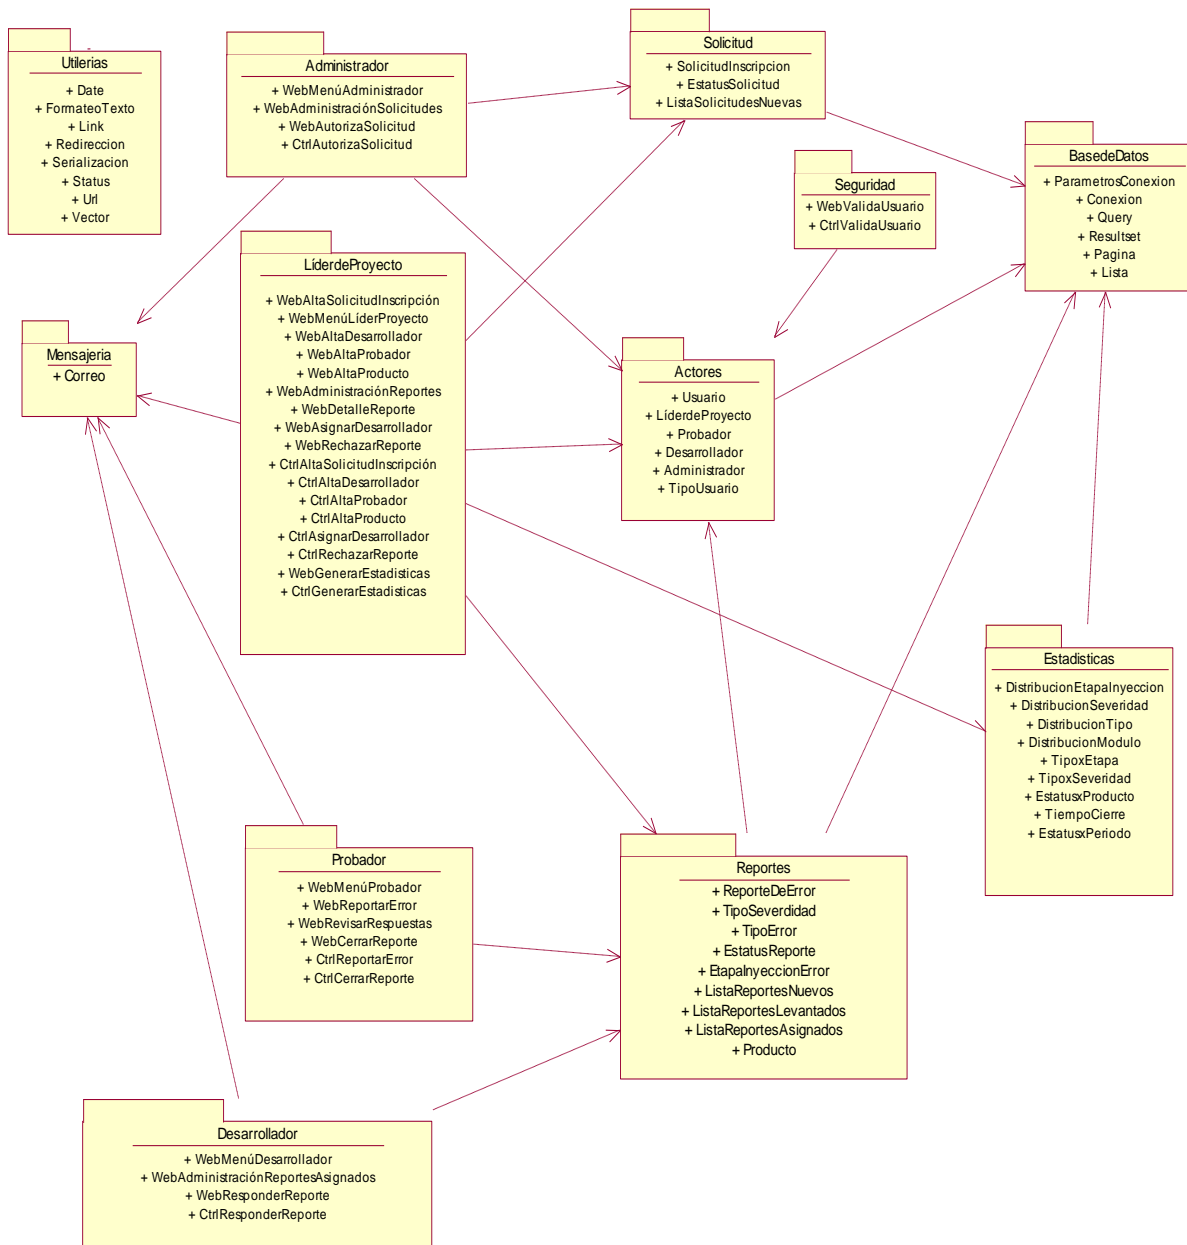 Utilerias
+ Date
+ FormateoTexto
+ Link
+ Redireccion
+ Serializacion
+ Status
+ Url
+ Vector
Administrador
+ WebMenúAdministrador
+ WebAdministraciónSolicitudes
+ WebAutorizaSolicitud
+ CtrlAutorizaSolicitud
Solicitud
+ SolicitudInscripcion
+ EstatusSolicitud
+ ListaSolicitudesNuevas
Seguridad
+ WebValidaUsuario
+ CtrlValidaUsuario
BasedeDatos
+ ParametrosConexion
+ Conexion
+ Query
+ Resultset
+ Pagina
+ Lista
LíderdeProyecto
+ WebAltaSolicitudInscripción
+ WebMenúLíderProyecto
+ WebAltaDesarrollador
+ WebAltaProbador
+ WebAltaProducto
+ WebAdministraciónReportes
+ WebDetalleReporte
+ WebAsignarDesarrollador
+ WebRechazarReporte
+ CtrlAltaSolicitudInscripción
+ CtrlAltaDesarrollador
+ CtrlAltaProbador
+ CtrlAltaProducto
+ CtrlAsignarDesarrollador
+ CtrlRechazarReporte
+ WebGenerarEstadisticas
+ CtrlGenerarEstadisticas
Mensajeria
+ Correo
Actores
+ Usuario
+ LíderdeProyecto
+ Probador
+ Desarrollador
+ Administrador
+ TipoUsuario
Estadisticas
+ DistribucionEtapaInyeccion
+ DistribucionSeveridad
+ DistribucionTipo
+ DistribucionModulo
+ TipoxEtapa
+ TipoxSeveridad
+ EstatusxProducto
+ TiempoCierre
+ EstatusxPeriodo
Probador
+ WebMenúProbador
+ WebReportarError
+ WebRevisarRespuestas
+ WebCerrarReporte
+ CtrlReportarError
+ CtrlCerrarReporte
Reportes
+ ReporteDeError
+ TipoSeverdidad
+ TipoError
+ EstatusReporte
+ EtapaInyeccionError
+ ListaReportesNuevos
+ ListaReportesLevantados
+ ListaReportesAsignados
+ Producto
Desarrollador
+ WebMenúDesarrollador
+ WebAdministraciónReportesAsignados
+ WebResponderReporte
+ CtrlResponderReporte